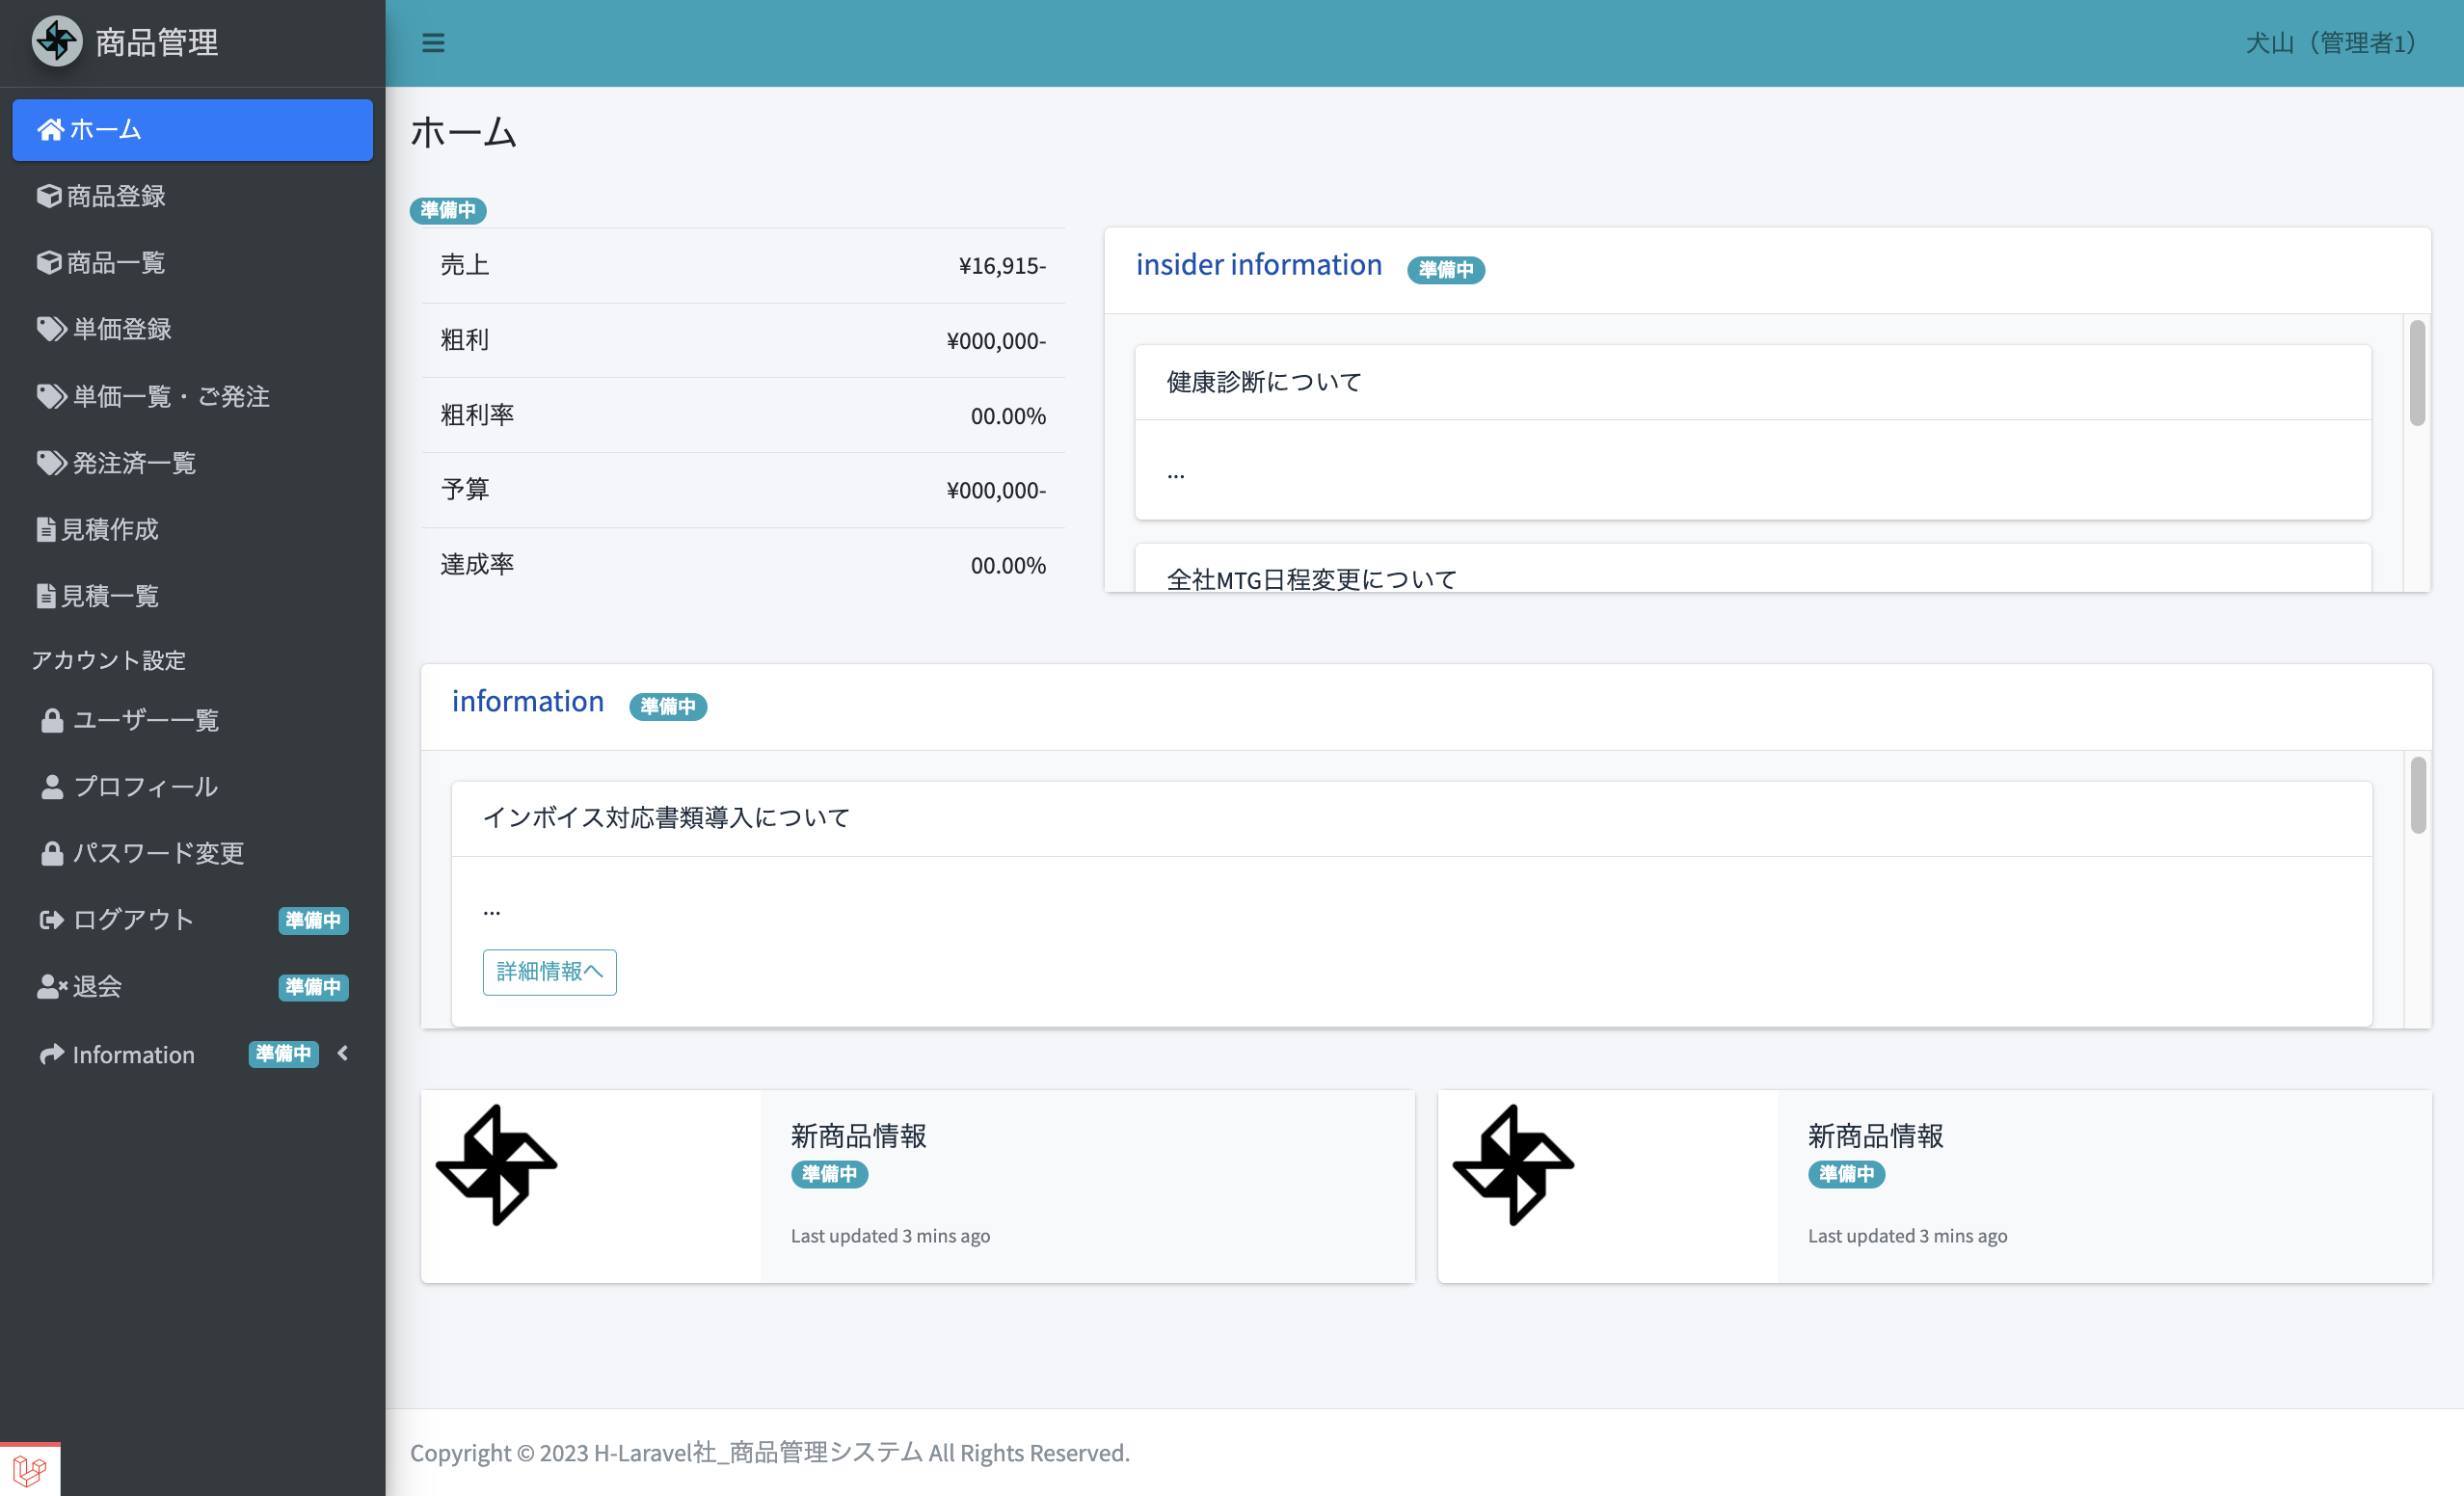 商品管理
犬山（管理者1）
ホーム
商品登録
商品一覧
単価登録
単価一覧・ご発注
発注済一覧
見積作成
見積一覧
アカウント設定
ユーザー一覧
プロフィール
パスワード変更
ログアウト 準備中
退会 準備中
Information 準備中
ホーム
準備中
売上 ¥16,915-
粗利 ¥000,000-
粗利率 00.00%
予算 ¥000,000-
達成率 00.00%
insider information 準備中
健康診断について
...
全社MTG日程変更について
information 準備中
インボイス対応書類導入について
...
詳細情報へ
新商品情報
準備中
Last updated 3 mins ago
新商品情報
準備中
Last updated 3 mins ago
Copyright © 2023 H-Laravel社_商品管理システム All Rights Reserved.